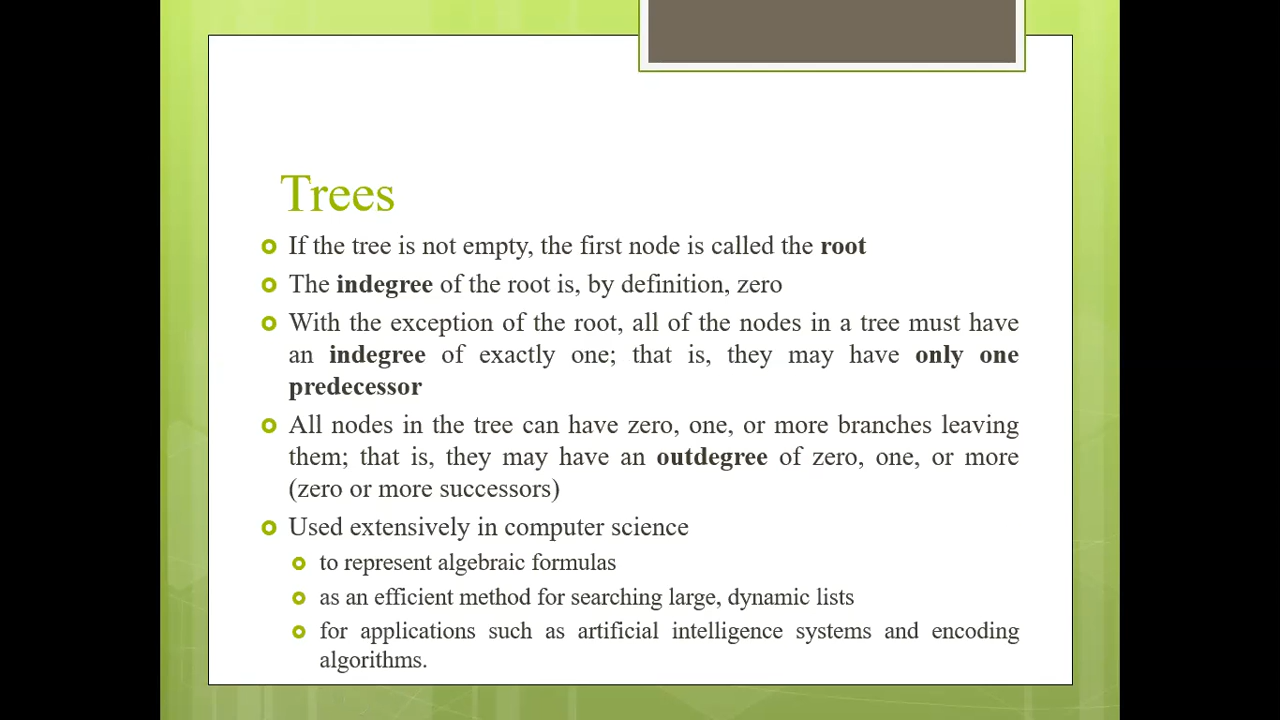 Trees
If the tree is not empty, the first node is called the root
The indegree of the root is, by definition, zero
With the exception of the root, all of the nodes in a tree must have
an indegree of exactly one; that is, they may have only one
predecessor
All nodes in the tree can have zero, one, or more branches leaving
them; that is, they may have an outdegree of zero, one, or more
(zero or more successors)
Used extensively in computer science
to represent algebraic formulas
as an efficient method for searching large, dynamic lists
for applications such as artificial intelligence systems and encoding
algorithms.